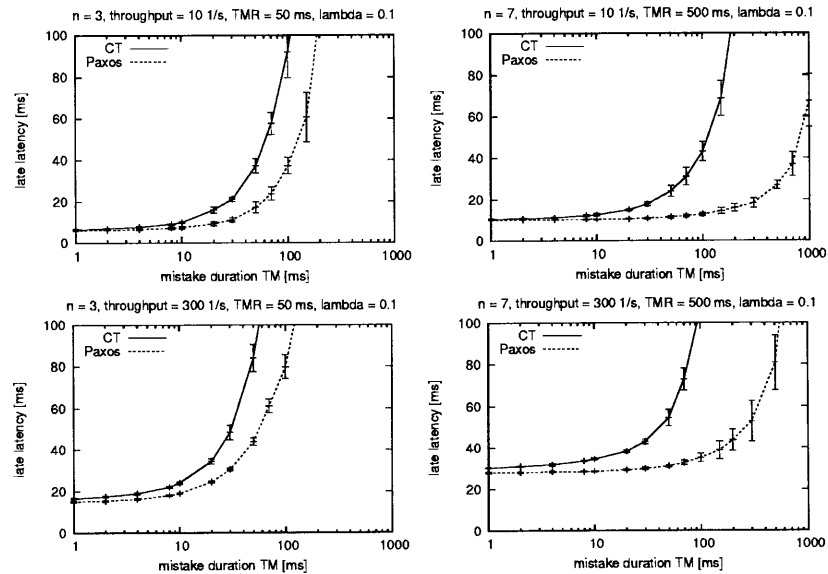 n = 3, throughput = 10 1/s, TMR = 50 ms, lambda = 0.1
100
80
60
40
20
0
late latency [ms]
CT
Paxos
1
10
100
1000
mistake duration TM [ms]
n = 7, throughput = 10 1/s, TMR = 500 ms, lambda = 0.1
100
80
60
40
20
0
late latency [ms]
CT
Paxos
1
10
100
1000
mistake duration TM [ms]
n = 3, throughput = 300 1/s, TMR = 50 ms, lambda = 0.1
100
80
60
40
20
0
late latency [ms]
CT
Paxos
1
10
100
1000
mistake duration TM [ms]
n = 7, throughput = 300 1/s, TMR = 500 ms, lambda = 0.1
100
80
60
40
20
0
late latency [ms]
CT
Paxos
1
10
100
1000
mistake duration TM [ms]